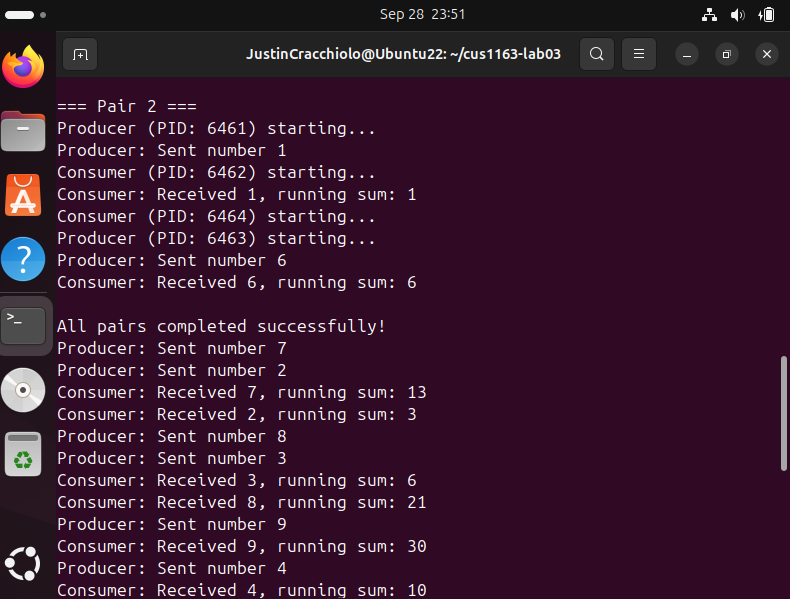 Sep 28 23:51
JustinCracchiolo@Ubuntu22: ~/cus1163-lab03
=== Pair 2 ===
Producer (PID: 6461) starting...
Producer: Sent number 1
Consumer (PID: 6462) starting...
Consumer: Received 1, running sum: 1
Consumer (PID: 6464) starting...
Producer (PID: 6463) starting...
Producer: Sent number 6
Consumer: Received 6, running sum: 6
All pairs completed successfully!
Producer: Sent number 7
Producer: Sent number 2
Consumer: Received 7, running sum: 13
Consumer: Received 2, running sum: 3
Producer: Sent number 8
Producer: Sent number 3
Consumer: Received 3, running sum: 6
Consumer: Received 8, running sum: 21
Producer: Sent number 9
Consumer: Received 9, running sum: 30
Producer: Sent number 4
Consumer: Received 4, running sum: 10